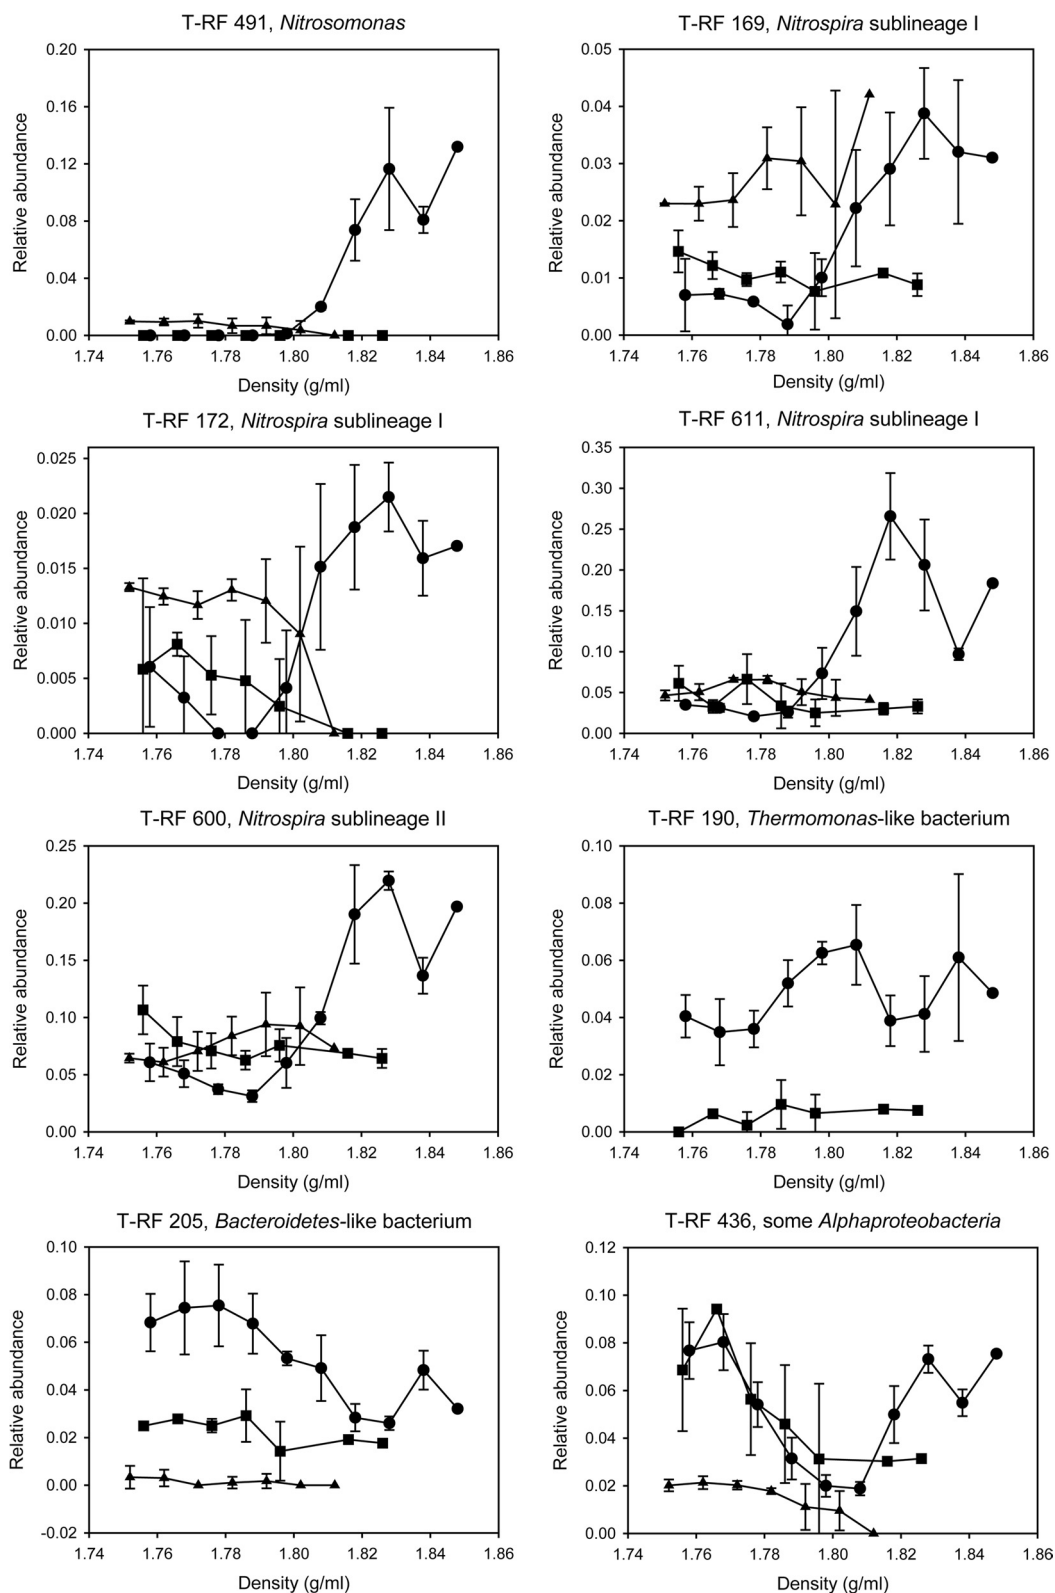 T-RF 491, Nitrosomonas
0.20
0.16
0.12
0.08
0.04
0.00
Relative abundance
1.74 1.76 1.78 1.80 1.82 1.84 1.86
Density (g/ml)
T-RF 169, Nitrospira sublineage I
0.05
0.04
0.03
0.02
0.01
0.00
Relative abundance
1.74 1.76 1.78 1.80 1.82 1.84 1.86
Density (g/ml)
T-RF 172, Nitrospira sublineage I
0.025
0.020
0.015
0.010
0.005
0.000
Relative abundance
1.74 1.76 1.78 1.80 1.82 1.84 1.86
Density (g/ml)
T-RF 611, Nitrospira sublineage I
0.35
0.30
0.25
0.20
0.15
0.10
0.05
0.00
Relative abundance
1.74 1.76 1.78 1.80 1.82 1.84 1.86
Density (g/ml)
T-RF 600, Nitrospira sublineage II
0.25
0.20
0.15
0.10
0.05
0.00
Relative abundance
1.74 1.76 1.78 1.80 1.82 1.84 1.86
Density (g/ml)
T-RF 190, Thermomonas-like bacterium
0.10
0.08
0.06
0.04
0.02
0.00
Relative abundance
1.74 1.76 1.78 1.80 1.82 1.84 1.86
Density (g/ml)
T-RF 205, Bacteroidetes-like bacterium
0.10
0.08
0.06
0.04
0.02
0.00
-0.02
Relative abundance
1.74 1.76 1.78 1.80 1.82 1.84 1.86
Density (g/ml)
T-RF 436, some Alphaproteobacteria
0.12
0.10
0.08
0.06
0.04
0.02
0.00
Relative abundance
1.74 1.76 1.78 1.80 1.82 1.84 1.86
Density (g/ml)